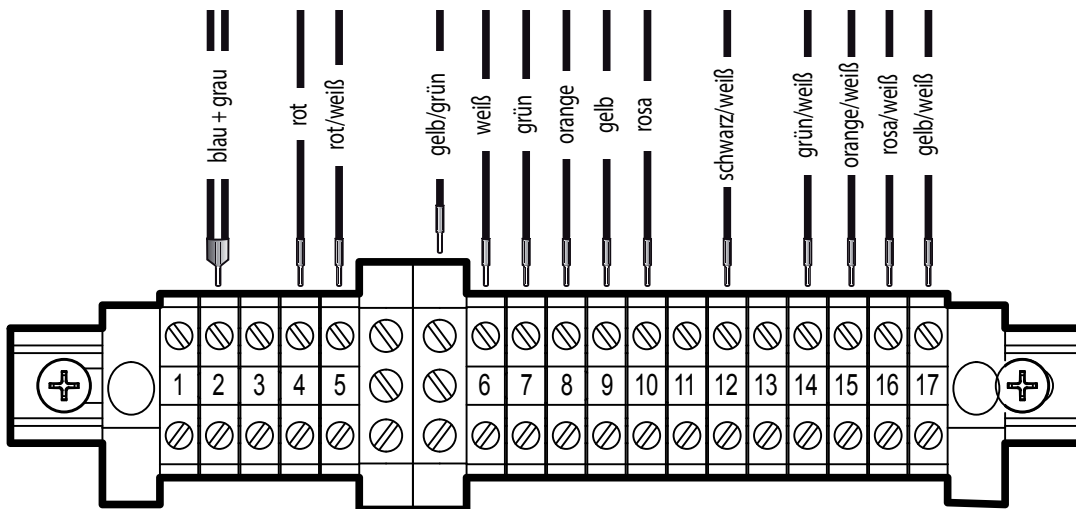 blau + grau
rot
rot/weiß
gelb/grün
weiß
grün
orange
gelb
rosa
schwarz/weiß
grün/weiß
orange/weiß
rosa/weiß
gelb/weiß
1 2 3 4 5 6 7 8 9 10 11 12 13 14 15 16 17